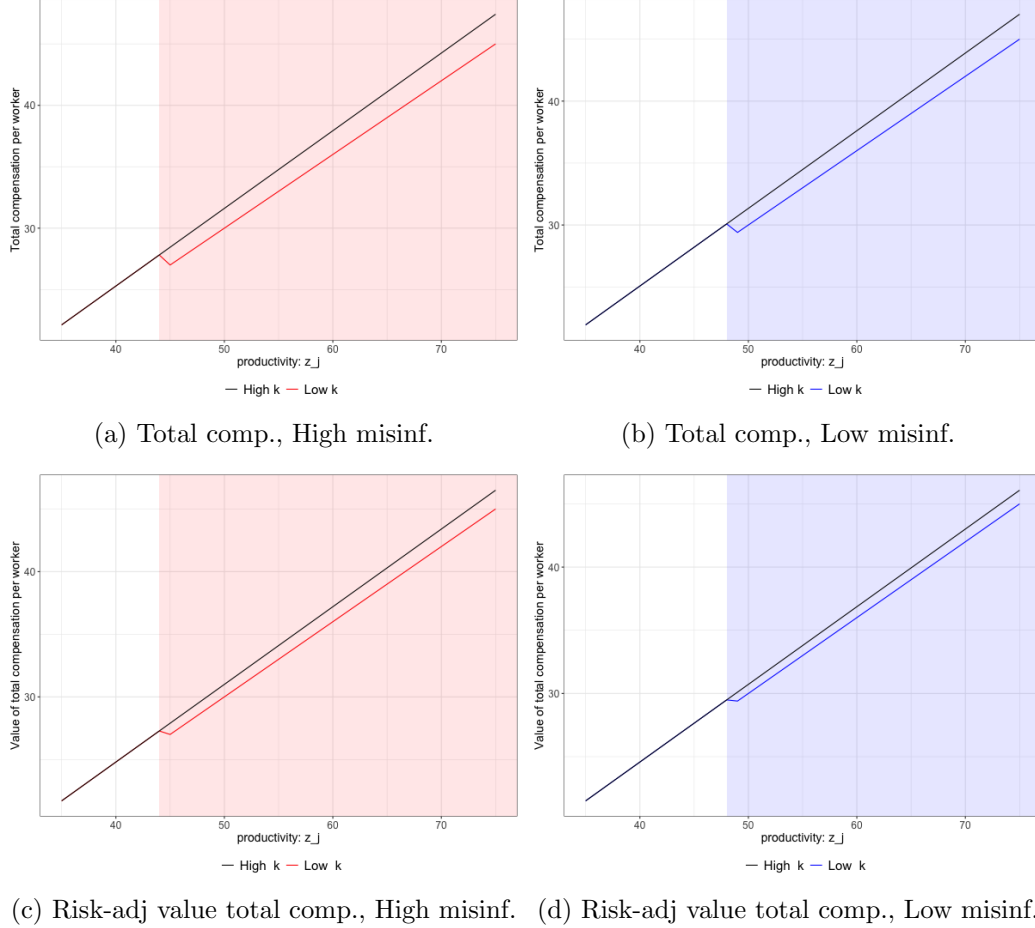 Total compensation per worker
40
30
40 50 60 70
productivity: z_j
High k Low k
(a) Total comp., High misinf.
Total compensation per worker
40
30
40 50 60 70
productivity: z_j
High k Low k
(b) Total comp., Low misinf.
Value of total compensation per worker
40
30
40 50 60 70
productivity: z_j
High k Low k
(c) Risk-adj value total comp., High misinf.
Value of total compensation per worker
40
30
40 50 60 70
productivity: z_j
High k Low k
(d) Risk-adj value total comp., Low misinf.